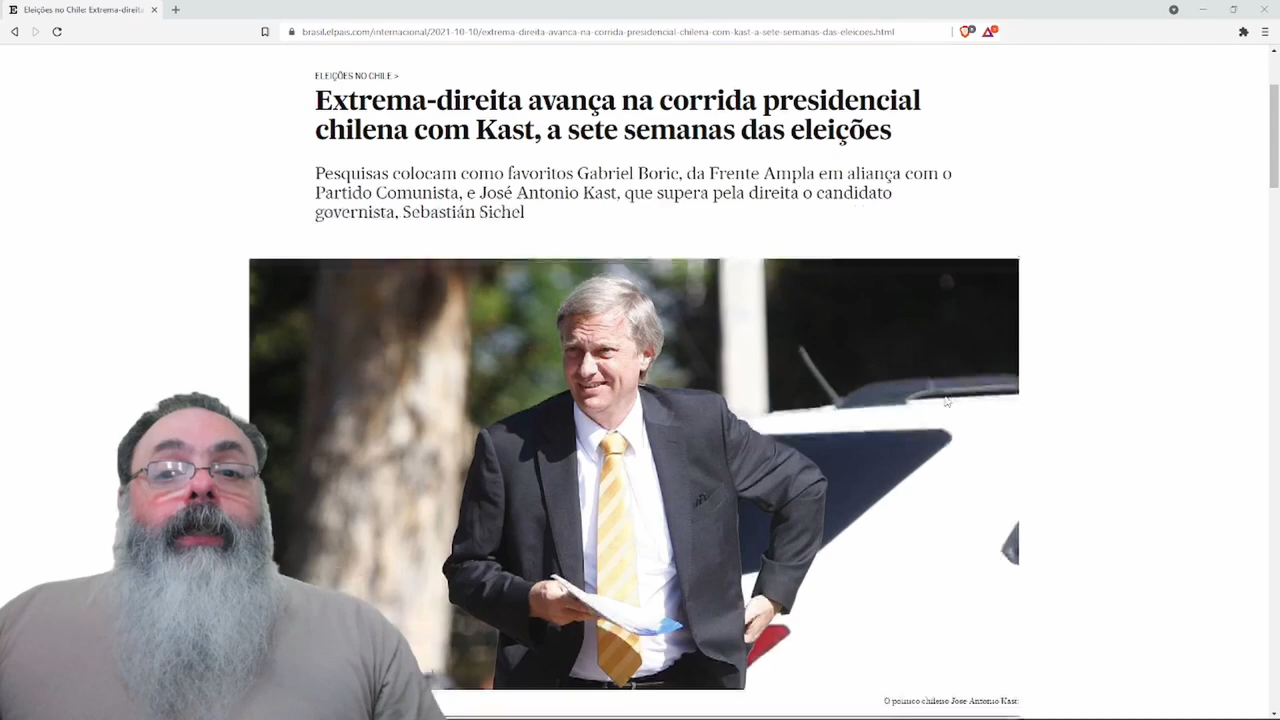 Eleições no Chile: Extrema-direita
brasil.elpais.com/internacional/2021-10-10/extrema-direita-avanca-na-corrida-presidencial-chilena-com-kast-a-sete-semanas-das-eleicoes.html
ELEIÇÕES NO CHILE >
Extrema-direita avança na corrida presidencial
chilena com Kast, a sete semanas das eleições
Pesquisas colocam como favoritos Gabriel Boric, da Frente Ampla em aliança com o
Partido Comunista, e José Antonio Kast, que supera pela direita o candidato
governista, Sebastián Sichel
O político chileno Jose Antonio Kast.